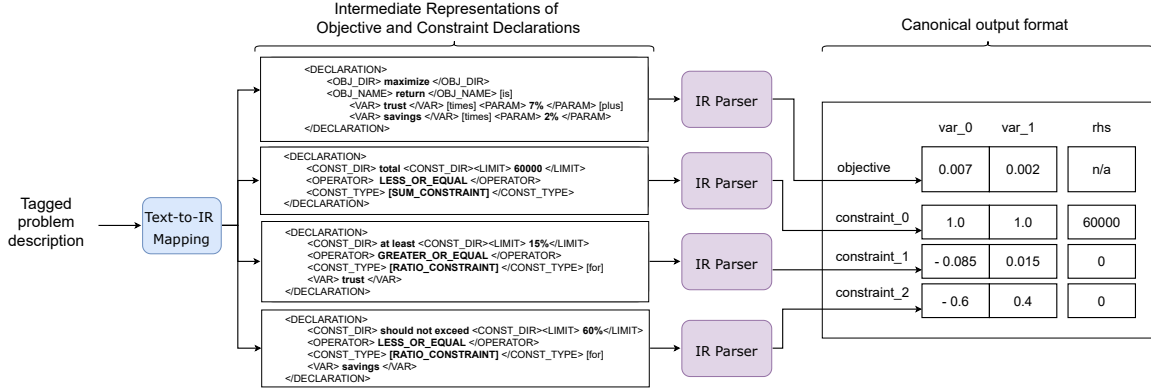 Intermediate Representations of
Objective and Constraint Declarations
Canonical output format
Tagged
problem
description
Text-to-IR
Mapping
<DECLARATION>
<OBJ_DIR> maximize </OBJ_DIR>
<OBJ_NAME> return </OBJ_NAME> [is]
<VAR> trust </VAR> [times] <PARAM> 7% </PARAM> [plus]
<VAR> savings </VAR> [times] <PARAM> 2% </PARAM>
</DECLARATION>
<DECLARATION>
<CONST_DIR> total <CONST_DIR><LIMIT> 60000 </LIMIT>
<OPERATOR> LESS_OR_EQUAL </OPERATOR>
<CONST_TYPE> [SUM_CONSTRAINT] </CONST_TYPE>
</DECLARATION>
<DECLARATION>
<CONST_DIR> at least <CONST_DIR><LIMIT> 15%</LIMIT>
<OPERATOR> GREATER_OR_EQUAL </OPERATOR>
<CONST_TYPE> [RATIO_CONSTRAINT] </CONST_TYPE> [for]
<VAR> trust </VAR>
</DECLARATION>
<DECLARATION>
<CONST_DIR> should not exceed <CONST_DIR><LIMIT> 60%</LIMIT>
<OPERATOR> LESS_OR_EQUAL </OPERATOR>
<CONST_TYPE> [RATIO_CONSTRAINT] </CONST_TYPE> [for]
<VAR> savings </VAR>
</DECLARATION>
IR Parser
IR Parser
IR Parser
IR Parser
var_0 var_1 rhs
objective 0.007 0.002 n/a
constraint_0 1.0 1.0 60000
constraint_1 - 0.085 0.015 0
constraint_2 - 0.6 0.4 0